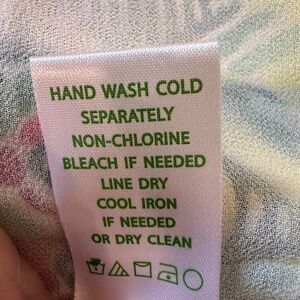 HAND WASH COLD
SEPARATELY
NON-CHLORINE
BLEACH IF NEEDED
LINE DRY
COOL IRON
IF NEEDED
OR DRY CLEAN